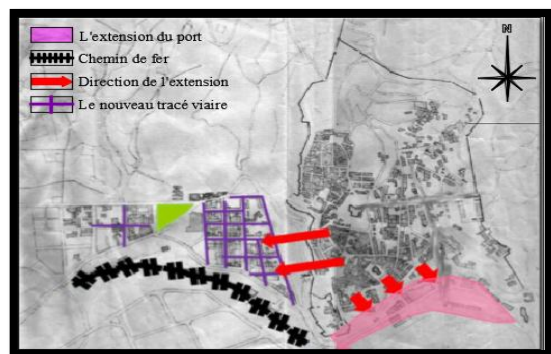 L'extension du port
Chemin de fer
Direction de l'extension
Le nouveau tracé viaire
N